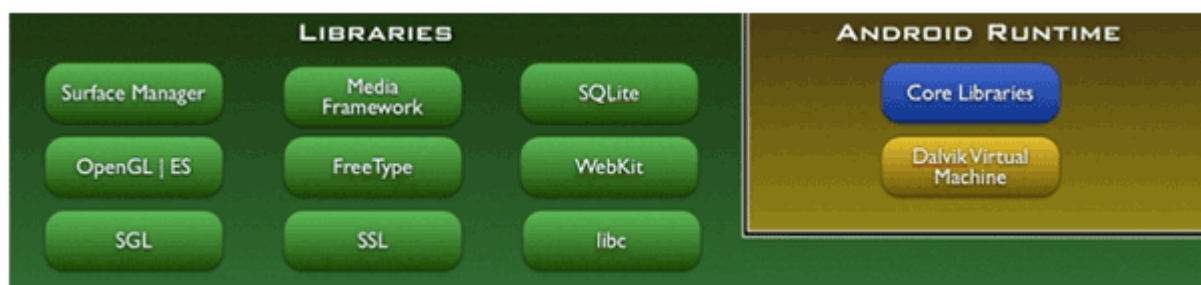 LIBRARIES
Surface Manager
Media
Framework
SQLite
OpenGL | ES
FreeType
WebKit
SGL
SSL
libc
ANDROID RUNTIME
Core Libraries
Dalvik Virtual
Machine